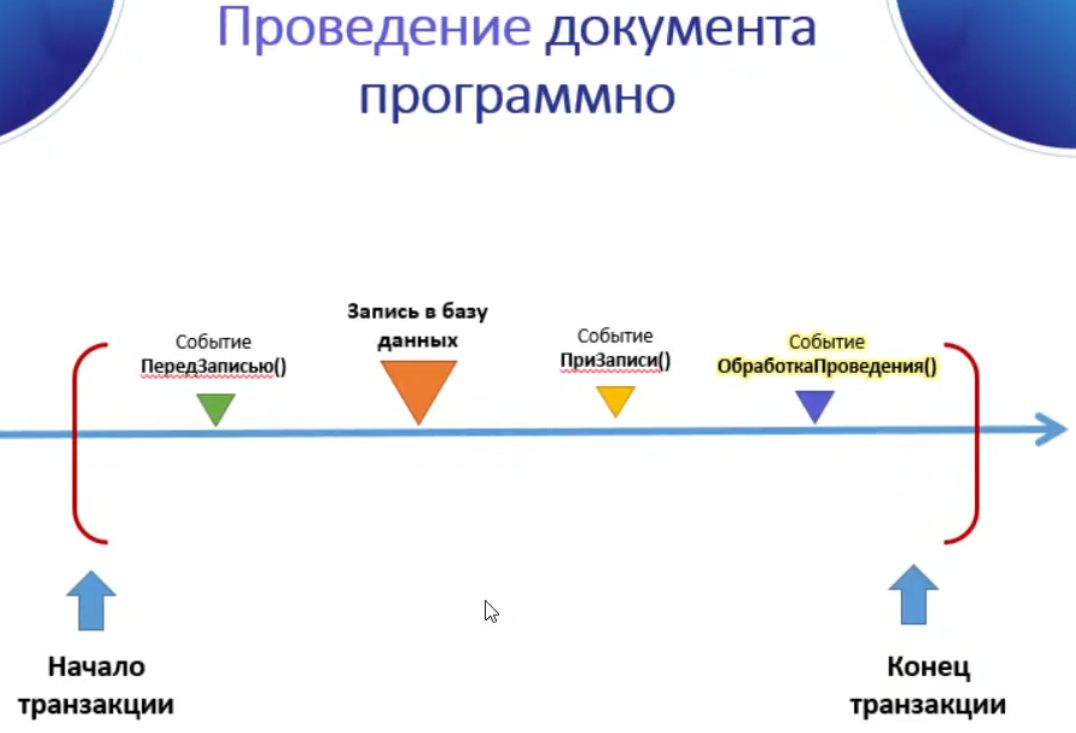 Проведение документа
программно
Запись в базу
данных
Событие
ПередЗаписью()
Событие
ПриЗаписи()
Событие
ОбработкаПроведения()
Начало
транзакции
Конец
транзакции